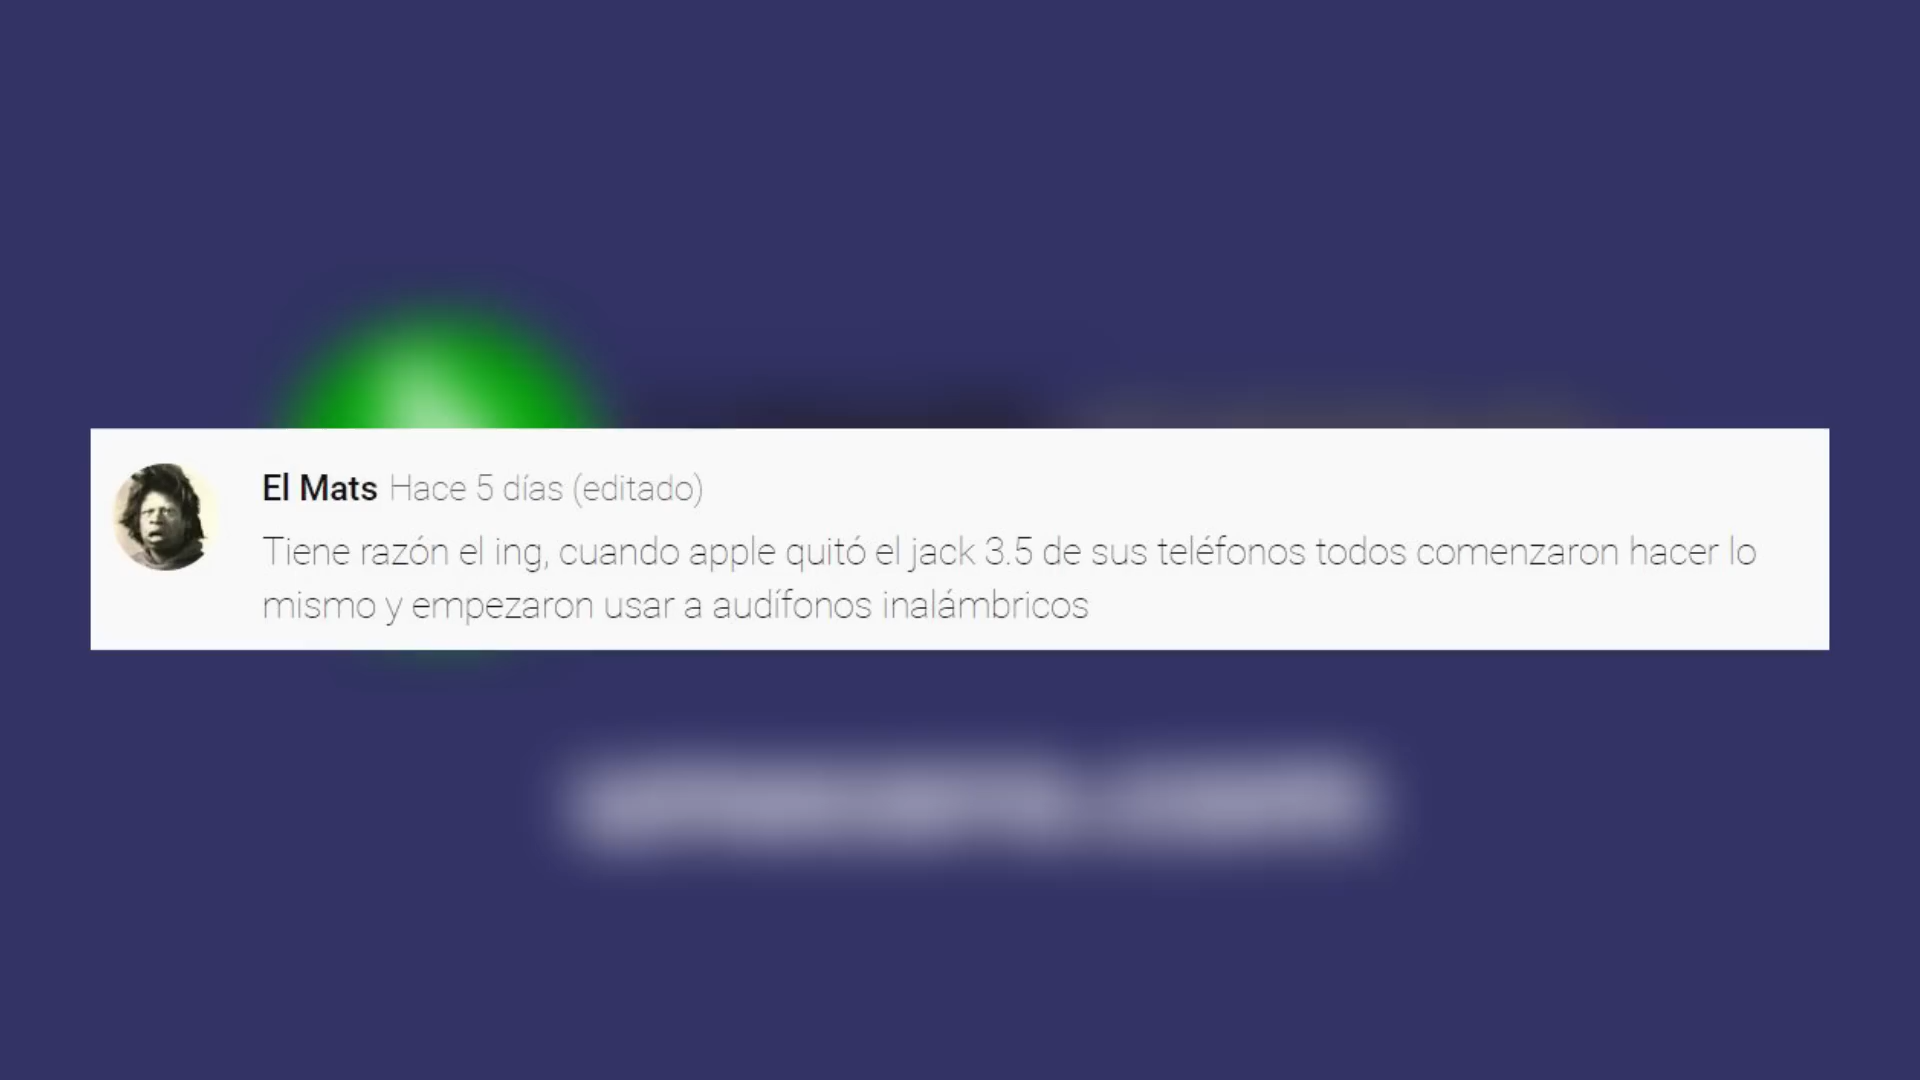 El Mats Hace 5 días (editado)
Tiene razón el ing, cuando apple quitó el jack 3.5 de sus teléfonos todos comenzaron hacer lo
mismo y empezaron usar a audífonos inalámbricos